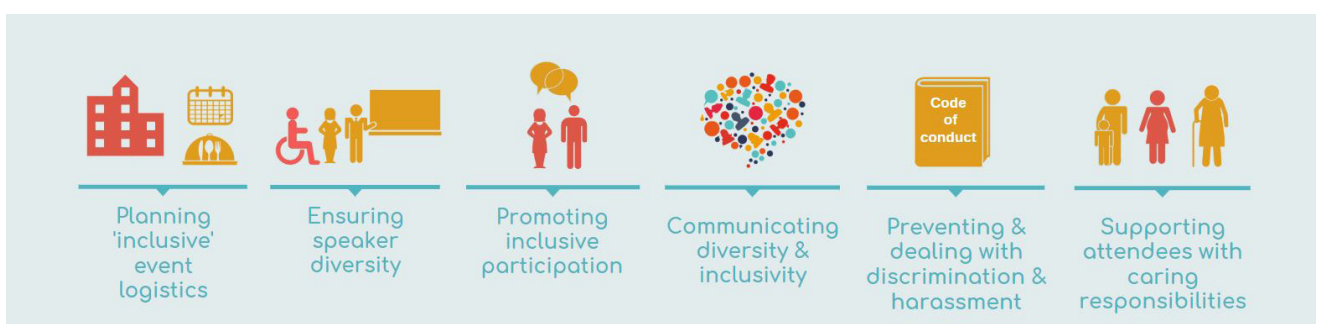 Code
of
conduct
Planning
'inclusive'
event
logistics
Ensuring
speaker
diversity
Promoting
inclusive
participation
Communicating
diversity &
inclusivity
Preventing &
dealing with
discrimination &
harassment
Supporting
attendees with
caring
responsibilities